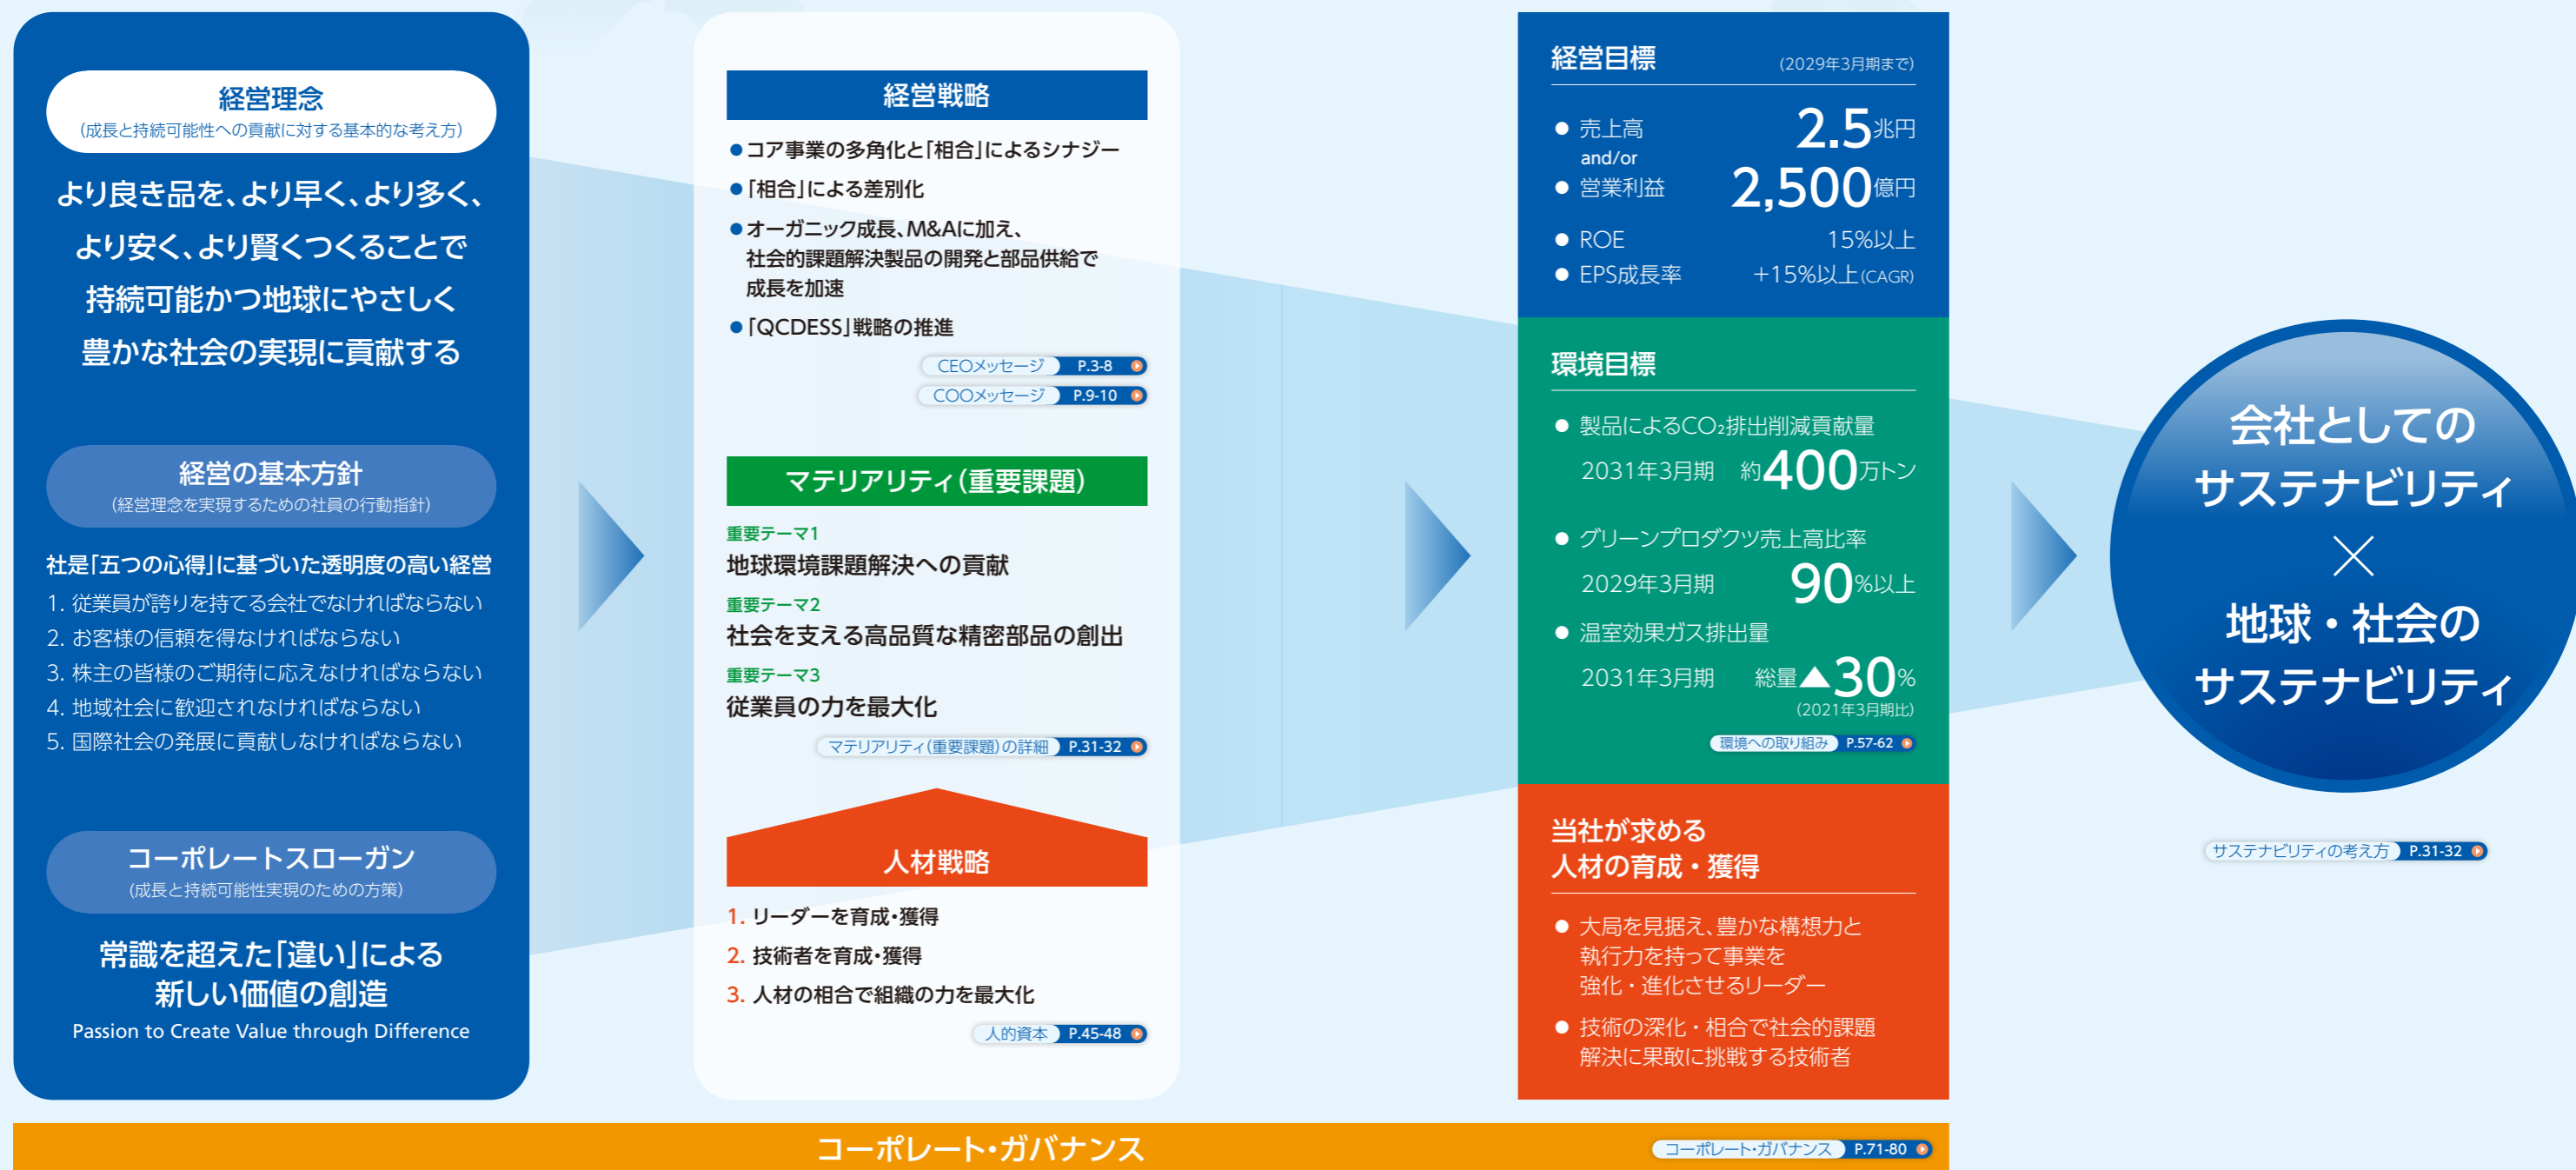 経営理念
(成長と持続可能性への貢献に対する基本的な考え方)
より良き品を、より早く、より多く、
より安く、より賢くつくることで
持続可能かつ地球にやさしく
豊かな社会の実現に貢献する
経営の基本方針
(経営理念を実現するための社員の行動指針)
社是「五つの心得」に基づいた透明度の高い経営
1. 従業員が誇りを持てる会社でなければならない
2. お客様の信頼を得なければならない
3. 株主の皆様のご期待に応えなければならない
4. 地域社会に歓迎されなければならない
5. 国際社会の発展に貢献しなければならない
コーポレートスローガン
(成長と持続可能性実現のための方策)
常識を超えた「違い」による
新しい価値の創造
Passion to Create Value through Difference
経営戦略
●コア事業の多角化と「相合」によるシナジー
●「相合」による差別化
●オーガニック成長、M&Aに加え、
社会的課題解決製品の開発と部品供給で
成長を加速
●「QCDESS」戦略の推進
CEOメッセージ P.3-8
COOメッセージ P.9-10
マテリアリティ(重要課題)
重要テーマ1
地球環境課題解決への貢献
重要テーマ2
社会を支える高品質な精密部品の創出
重要テーマ3
従業員の力を最大化
マテリアリティ(重要課題)の詳細 P.31-32
人材戦略
1. リーダーを育成・獲得
2. 技術者を育成・獲得
3. 人材の相合で組織の力を最大化
人的資本 P.45-48
経営目標 (2029年3月期まで)
● 売上高 2.5兆円
and/or
● 営業利益 2,500億円
● ROE 15%以上
● EPS成長率 +15%以上(CAGR)
環境目標
● 製品によるCO₂排出削減貢献量
2031年3月期 約400万トン
● グリーンプロダクツ売上高比率
2029年3月期 90%以上
● 温室効果ガス排出量
2031年3月期 総量▲30%
(2021年3月期比)
環境への取り組み P.57-62
当社が求める
人材の育成・獲得
● 大局を見据え、豊かな構想力と
執行力を持って事業を
強化・進化させるリーダー
● 技術の深化・相合で社会的課題
解決に果敢に挑戦する技術者
会社としての
サステナビリティ
×
地球・社会の
サステナビリティ
サステナビリティの考え方 P.31-32
コーポレート・ガバナンス
コーポレート・ガバナンス P.71-80